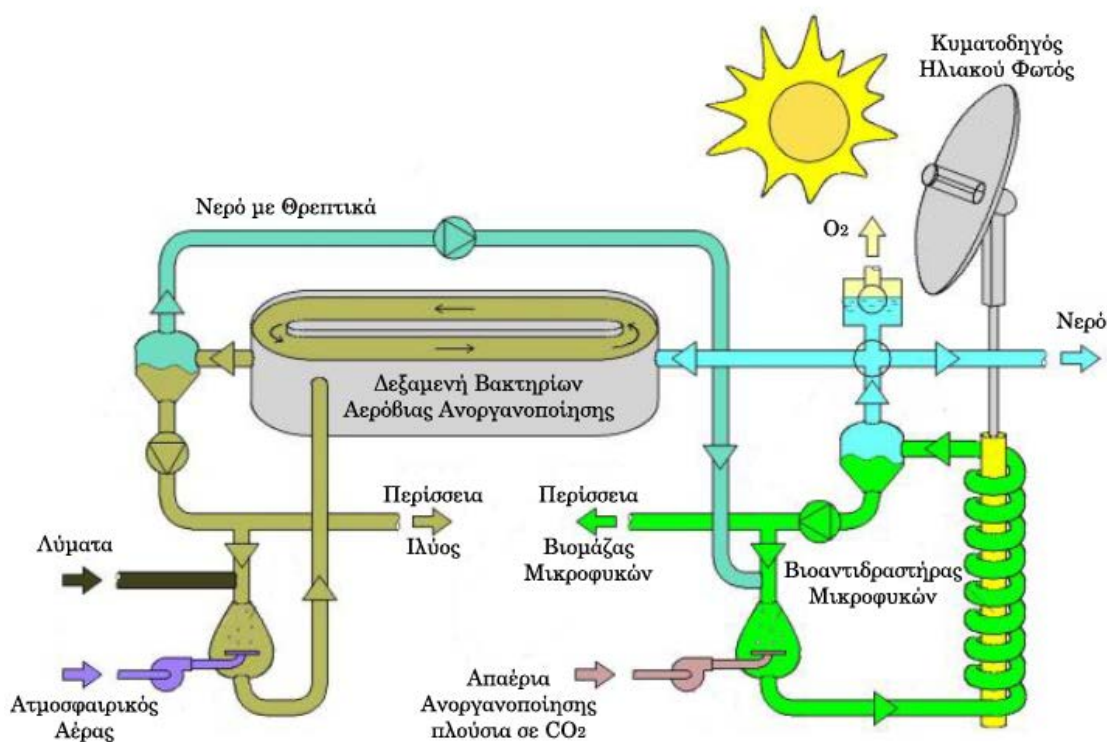 Κυματοδηγός
Ηλιακού Φωτός
Νερό με Θρεπτικά
O2
Νερό
Δεξαμενή Βακτηρίων
Αερόβιας Ανοργανοποίησης
Περίσσεια
Ιλύος
Περίσσεια
Βιομάζας
Μικροφυκών
Λύματα
Βιοαντιδραστήρας
Μικροφυκών
Ατμοσφαιρικός
Αέρας
Απαέρια
Ανοργανοποίησης
πλούσια σε CO2